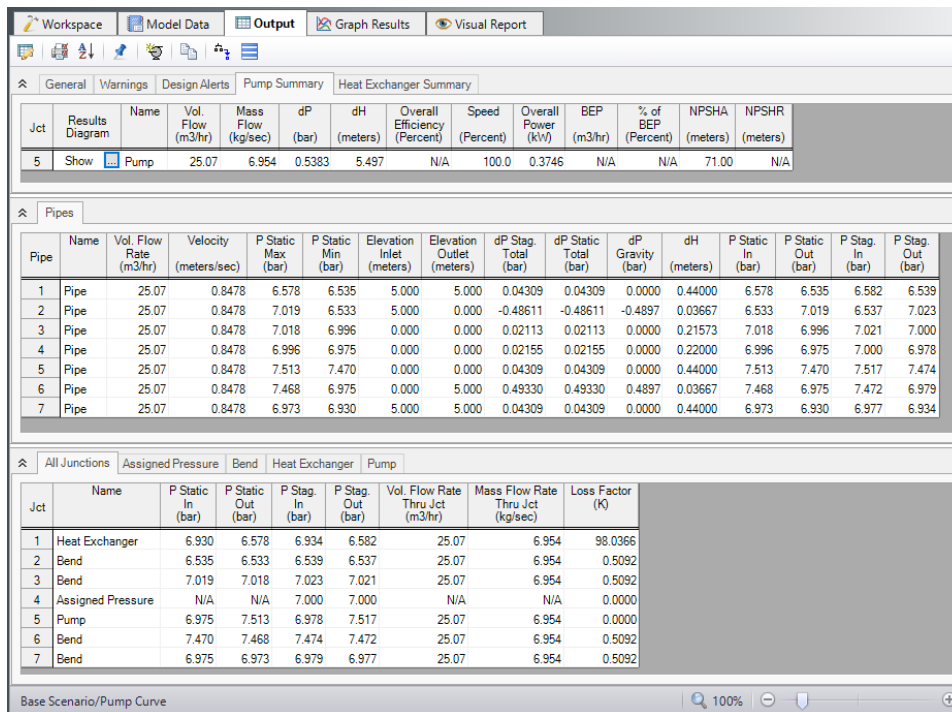 Workspace Model Data Output Graph Results Visual Report
General Warnings Design Alerts Pump Summary Heat Exchanger Summary
Jct Results Diagram Name Vol. Flow (m3/hr) Mass Flow (kg/sec) dP (bar) dH (meters) Overall Efficiency (Percent) Speed (Percent) Overall Power (kW) BEP (m3/hr) % of BEP (Percent) NPSHA (meters) NPSHR (meters)
5 Show ... Pump 25.07 6.954 0.5383 5.497 N/A 100.0 0.3746 N/A N/A 71.00 N/A
Pipes
Pipe Name Vol. Flow Rate (m3/hr) Velocity (meters/sec) P Static Max (bar) P Static Min (bar) Elevation Inlet (meters) Elevation Outlet (meters) dP Stag. Total (bar) dP Static Total (bar) dP Gravity (bar) dH (meters) P Static In (bar) P Static Out (bar) P Stag. In (bar) P Stag. Out (bar)
1 Pipe 25.07 0.8478 6.578 6.535 5.000 5.000 0.04309 0.04309 0.0000 0.44000 6.578 6.535 6.582 6.539
2 Pipe 25.07 0.8478 7.019 6.533 5.000 0.000 -0.48611 -0.48611 -0.4897 0.03667 6.533 7.019 6.537 7.023
3 Pipe 25.07 0.8478 7.018 6.996 0.000 0.000 0.02113 0.02113 0.0000 0.21573 7.018 6.996 7.021 7.000
4 Pipe 25.07 0.8478 6.996 6.975 0.000 0.000 0.02155 0.02155 0.0000 0.22000 6.996 6.975 7.000 6.978
5 Pipe 25.07 0.8478 7.513 7.470 0.000 0.000 0.04309 0.04309 0.0000 0.44000 7.513 7.470 7.517 7.474
6 Pipe 25.07 0.8478 7.468 6.975 0.000 5.000 0.49330 0.49330 0.4897 0.03667 7.468 6.975 7.472 6.979
7 Pipe 25.07 0.8478 6.973 6.930 5.000 5.000 0.04309 0.04309 0.0000 0.44000 6.973 6.930 6.977 6.934
All Junctions Assigned Pressure Bend Heat Exchanger Pump
Jct Name P Static In (bar) P Static Out (bar) P Stag. In (bar) P Stag. Out (bar) Vol. Flow Rate Thru Jct (m3/hr) Mass Flow Rate Thru Jct (kg/sec) Loss Factor (K)
1 Heat Exchanger 6.930 6.578 6.934 6.582 25.07 6.954 98.0366
2 Bend 6.535 6.533 6.539 6.537 25.07 6.954 0.5092
3 Bend 7.019 7.018 7.023 7.021 25.07 6.954 0.5092
4 Assigned Pressure N/A N/A 7.000 7.000 N/A N/A 0.0000
5 Pump 6.975 7.513 6.978 7.517 25.07 6.954 0.0000
6 Bend 7.470 7.468 7.474 7.472 25.07 6.954 0.5092
7 Bend 6.975 6.973 6.979 6.977 25.07 6.954 0.5092
Base Scenario/Pump Curve 100%